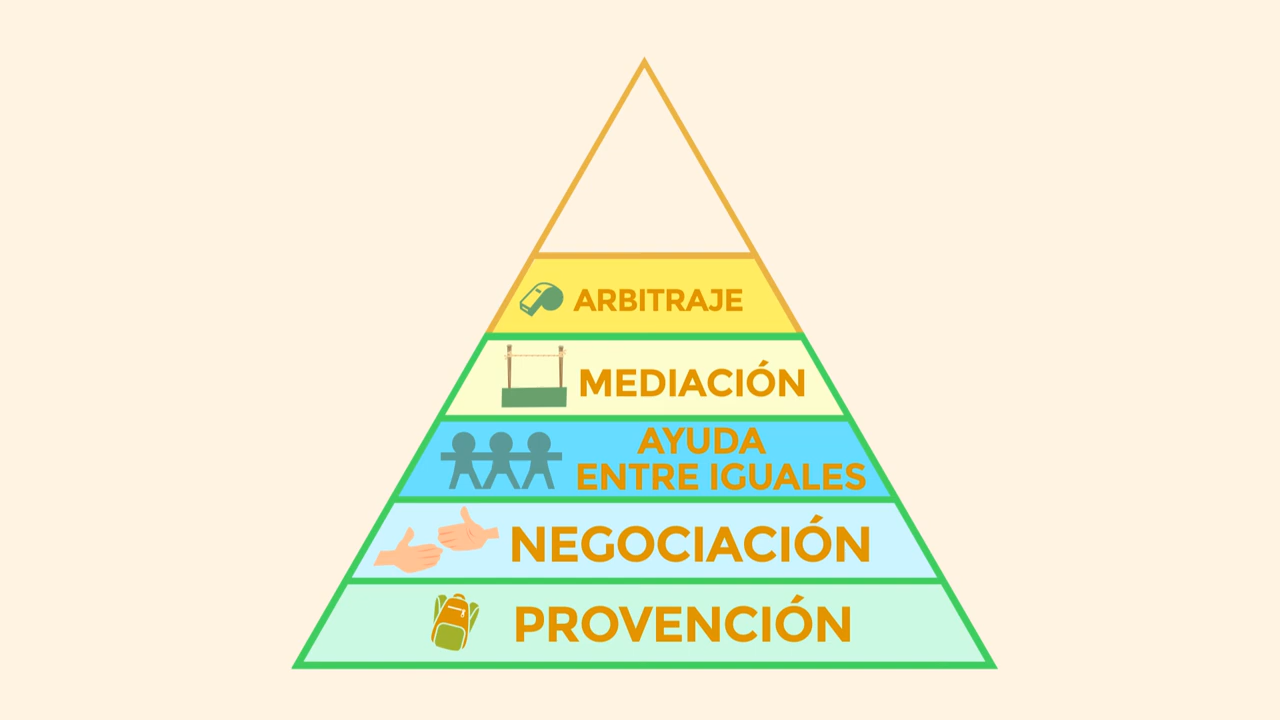 ARBITRAJE
MEDIACIÓN
AYUDA
ENTRE IGUALES
NEGOCIACIÓN
PROVENCIÓN